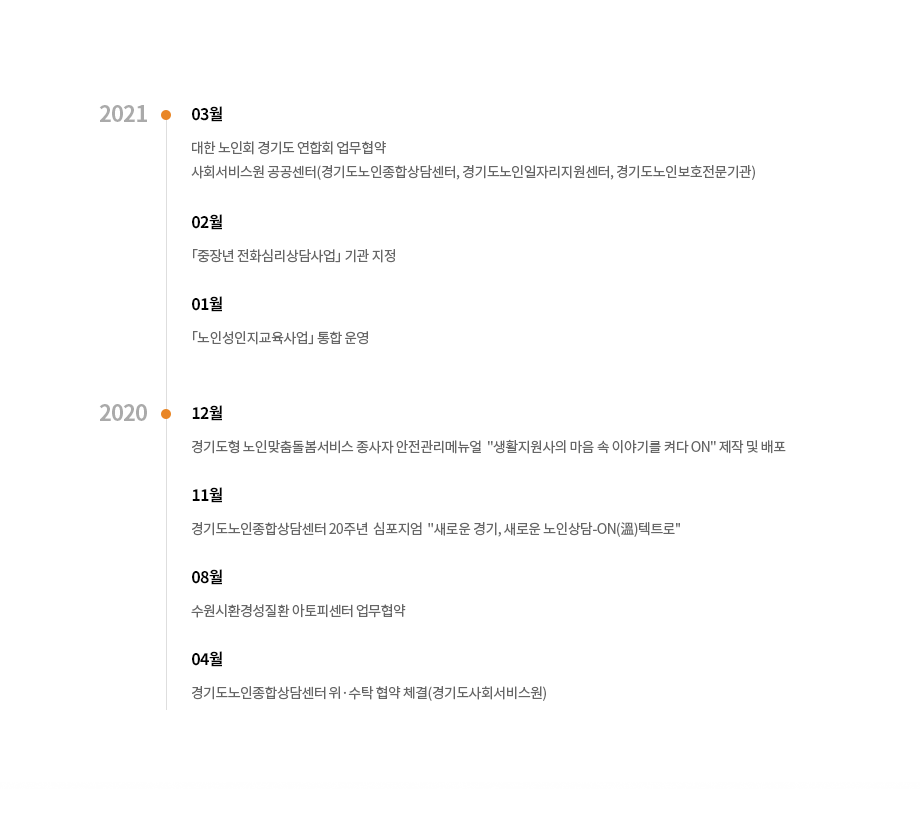 2021
03월
대한 노인회 경기도 연합회 업무협약
사회서비스원 공공센터(경기도노인종합상담센터, 경기도노인일자리지원센터, 경기도노인보호전문기관)
02월
「중장년 전화심리상담사업」 기관 지정
01월
「노인성인지교육사업」 통합 운영
2020
12월
경기도형 노인맞춤돌봄서비스 종사자 안전관리메뉴얼 "생활지원사의 마음 속 이야기를 켜다 ON" 제작 및 배포
11월
경기도노인종합상담센터 20주년 심포지엄 "새로운 경기, 새로운 노인상담-ON(溫)텍트로"
08월
수원시환경성질환 아토피센터 업무협약
04월
경기도노인종합상담센터 위·수탁 협약 체결(경기도사회서비스원)